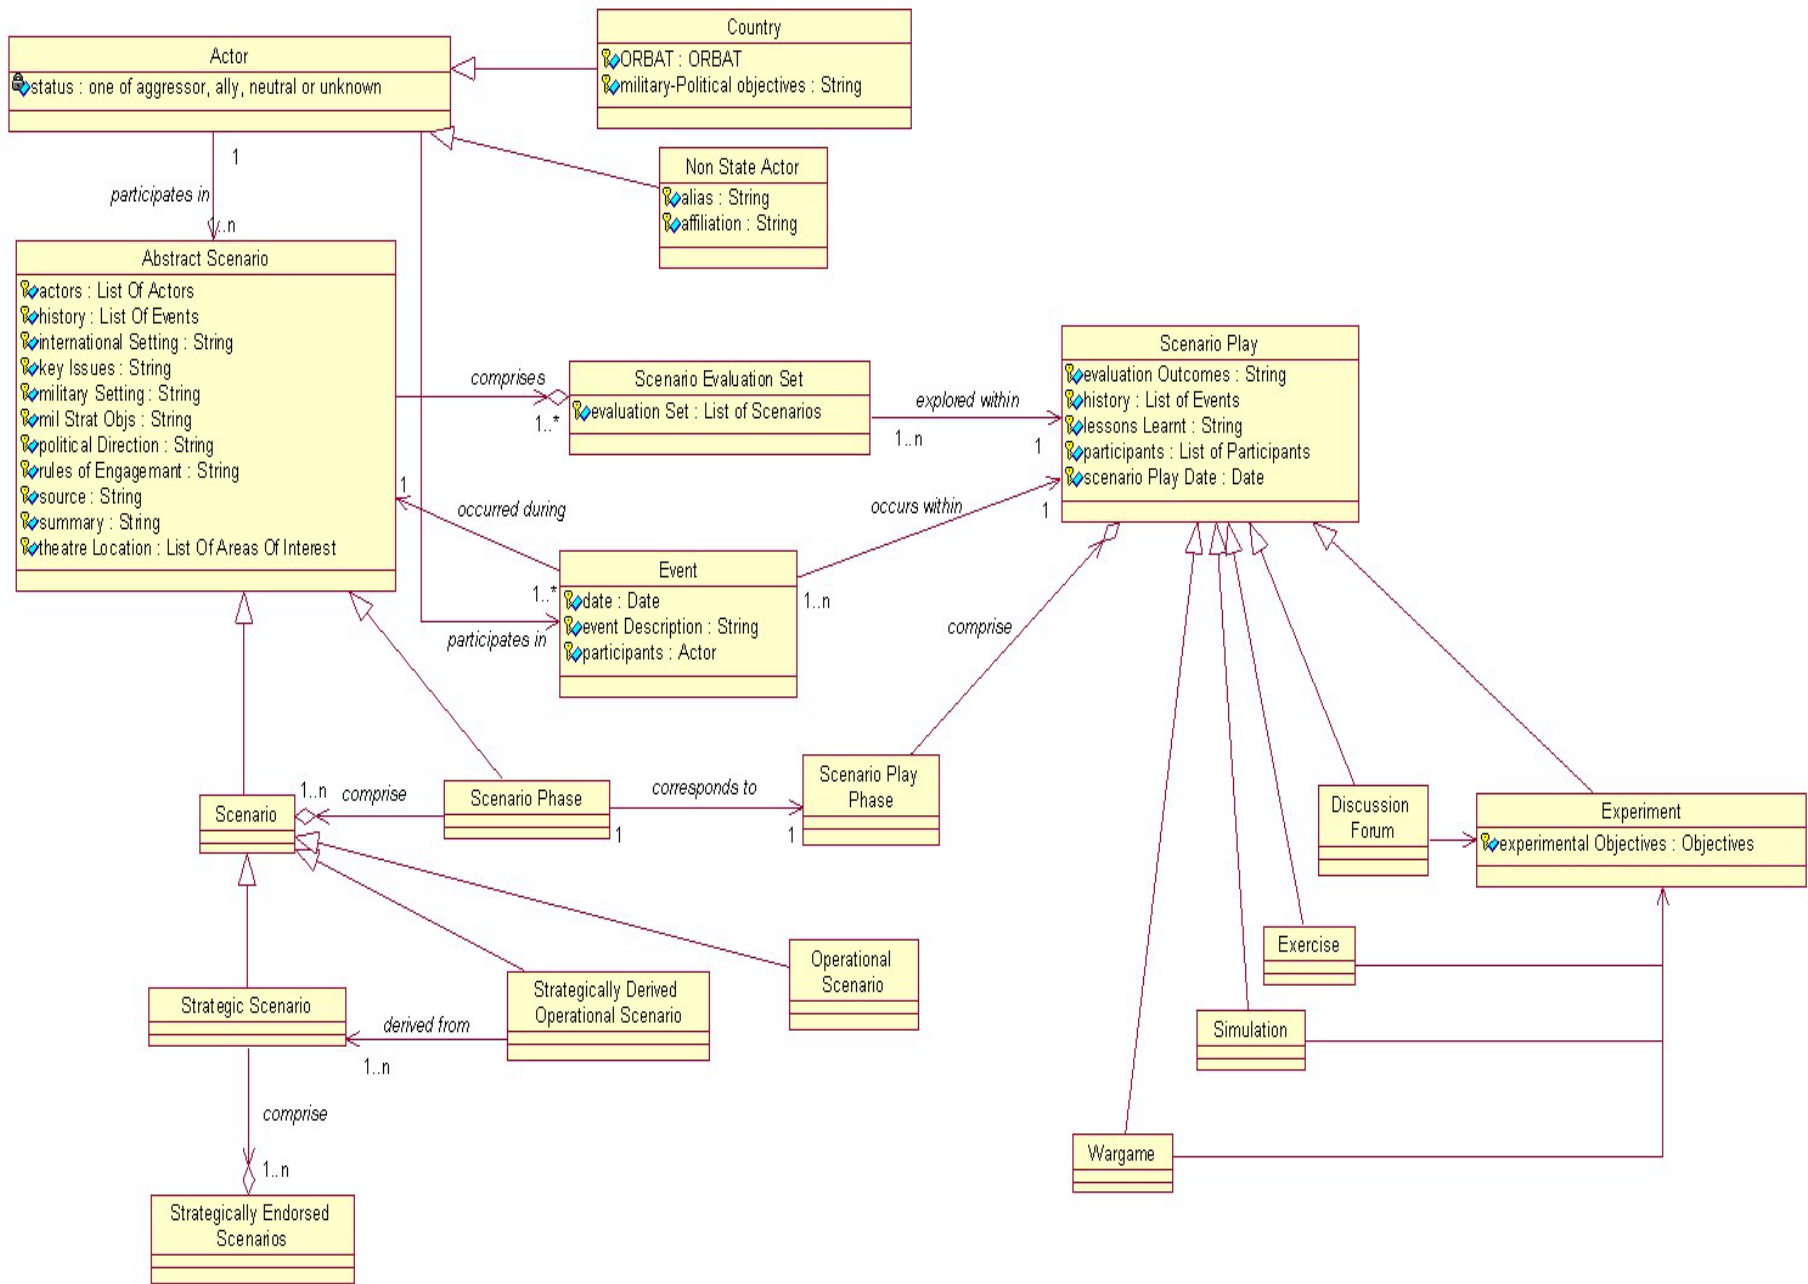 Actor
status : one of aggressor, ally, neutral or unknown
Country
ORBAT : ORBAT
military-Political objectives : String
Non State Actor
alias : String
affiliation : String
1
participates in
1..n
Abstract Scenario
actors : List Of Actors
history : List Of Events
international Setting : String
key Issues : String
military Setting : String
mil Strat Objs : String
political Direction : String
rules of Engagemant : String
source : String
summary : String
theatre Location : List Of Areas Of Interest
comprises
1..*
Scenario Evaluation Set
evaluation Set : List of Scenarios
explored within
1..n
1
Scenario Play
evaluation Outcomes : String
history : List of Events
lessons Learnt : String
participants : List of Participants
scenario Play Date : Date
1
occurred during
1..*
participates in
Event
date : Date
event Description : String
participants : Actor
occurs within
1
1..n
comprise
Scenario
1..n
comprise
Scenario Phase
corresponds to
1
1
Scenario Play
Phase
Discussion
Forum
Experiment
experimental Objectives : Objectives
Exercise
Simulation
Wargame
Operational
Scenario
Strategically Derived
Operational Scenario
Strategic Scenario
derived from
1..n
comprise
1..n
Strategically Endorsed
Scenarios